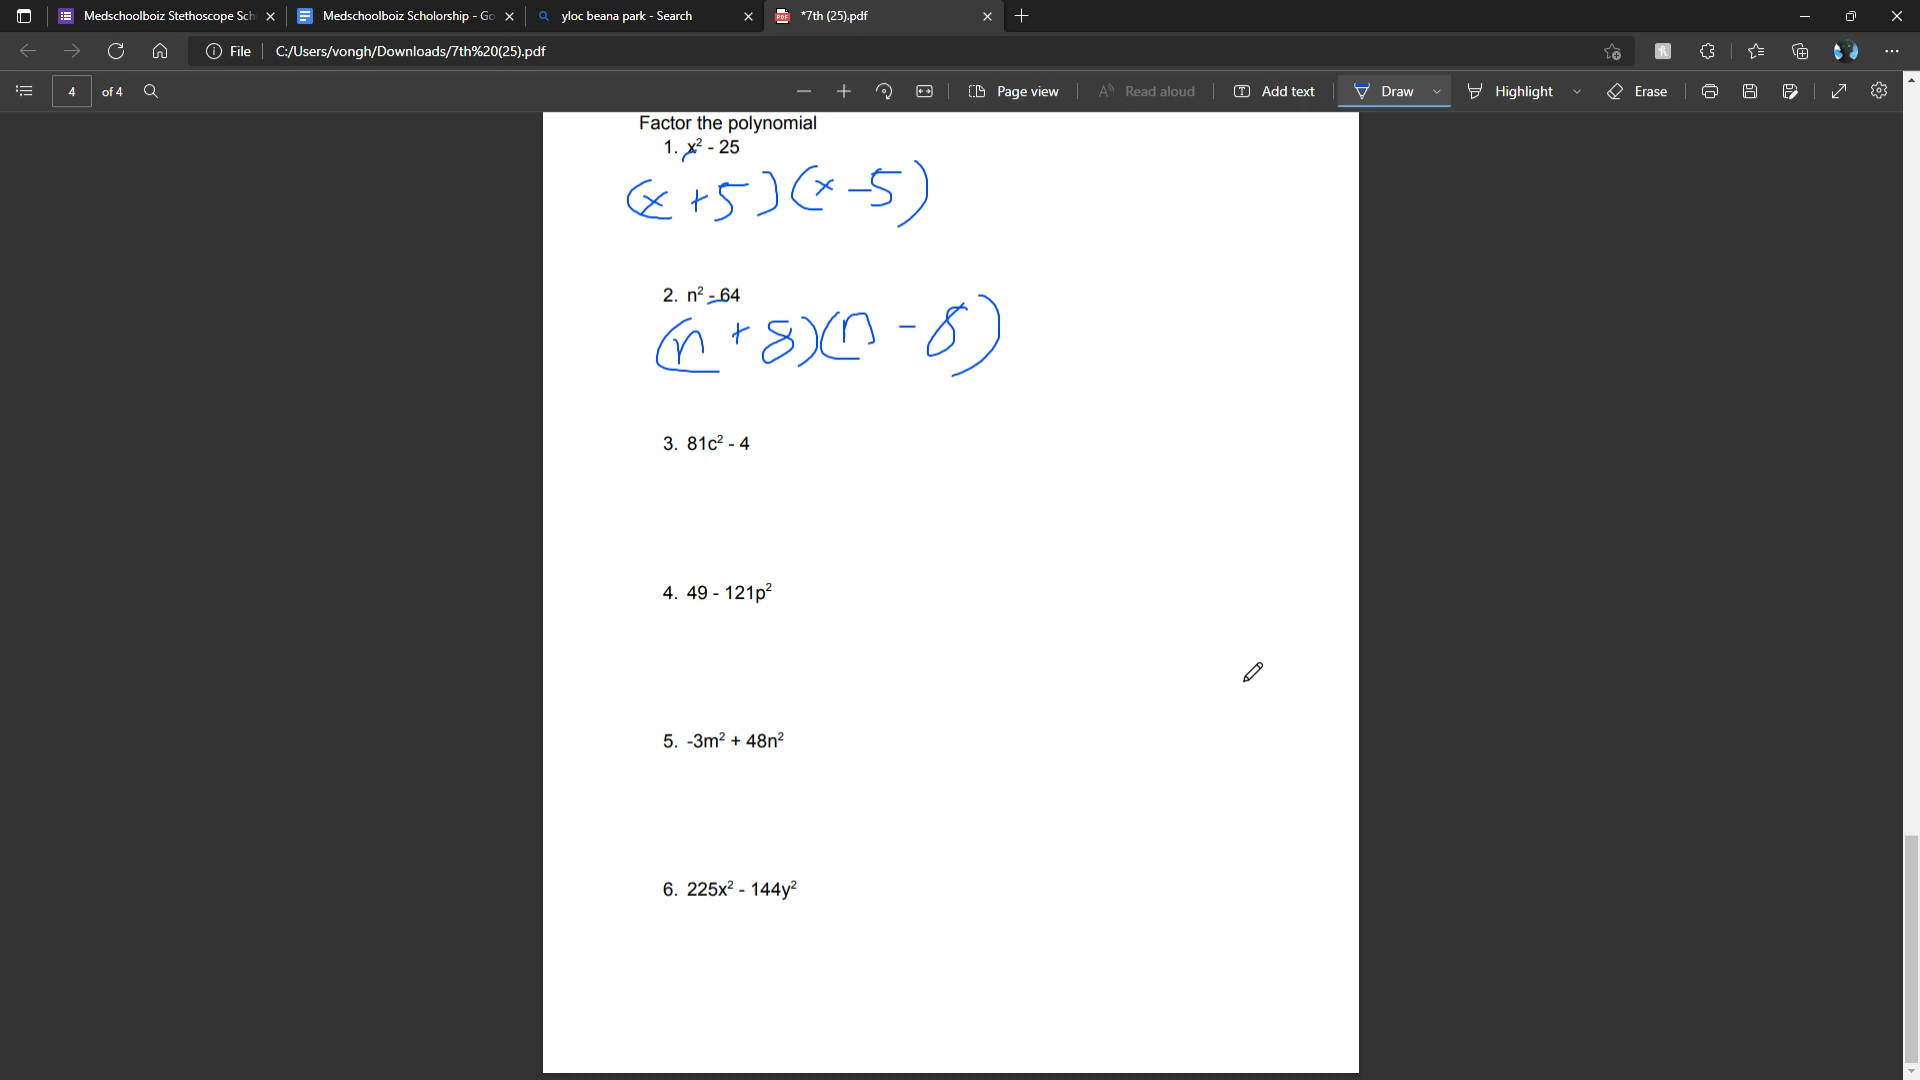 Medschoolboiz Stethoscope Sch
Medschoolboiz Scholorship - Go
yloc beana park - Search
*7th (25).pdf
File
C:/Users/vongh/Downloads/7th%20(25).pdf
4 of 4
Page view
Read aloud
Add text
Draw
Highlight
Erase
Factor the polynomial
1. x² - 25
(x + 5)(x - 5)
2. n² - 64
(n + 8)(n - 8)
3. 81c² - 4
4. 49 - 121p²
5. -3m² + 48n²
6. 225x² - 144y²